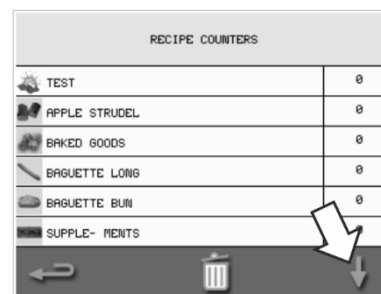 RECIPE COUNTERS
TEST 0
APPLE STRUDEL 0
BAKED GOODS 0
BAGUETTE LONG 0
BAGUETTE BUN 0
SUPPLE- MENTS